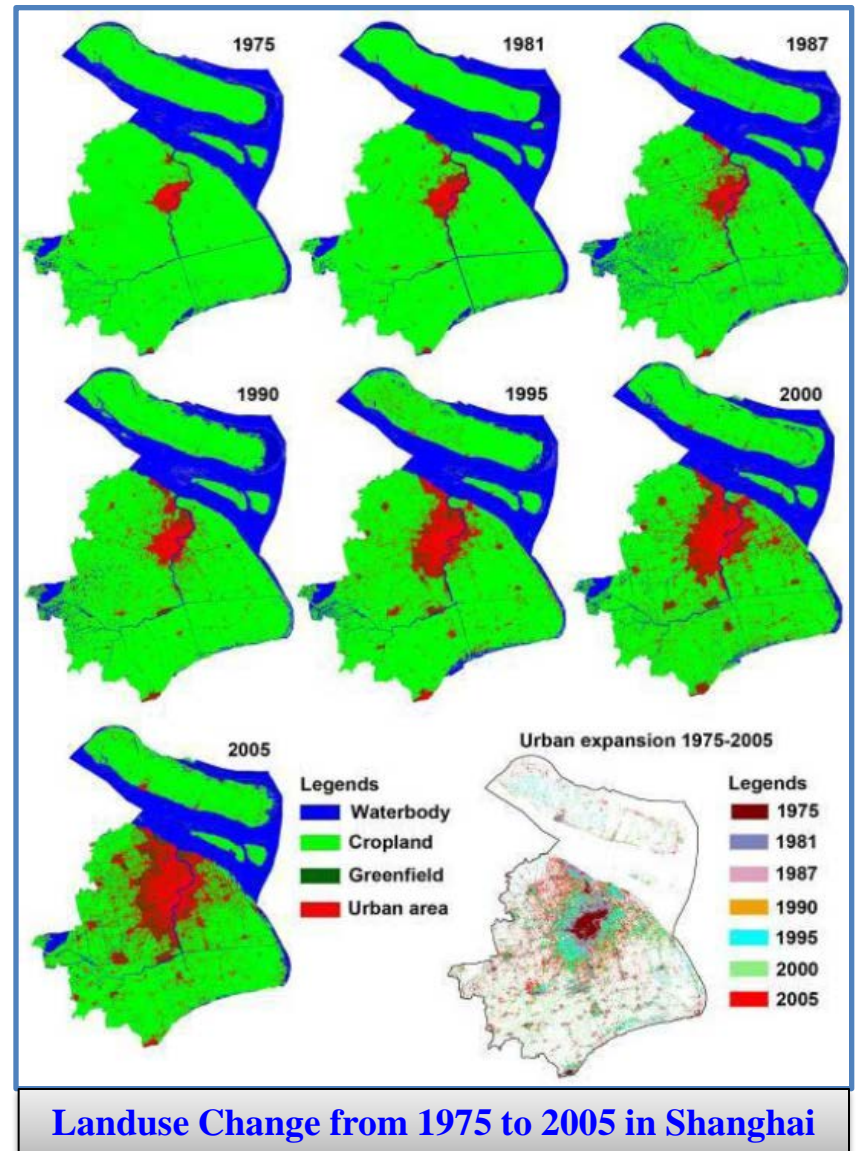 1975
1981
1987
1990
1995
2000
2005
Legends
Waterbody
Cropland
Greenfield
Urban area
Urban expansion 1975-2005
Legends
1975
1981
1987
1990
1995
2000
2005
Landuse Change from 1975 to 2005 in Shanghai